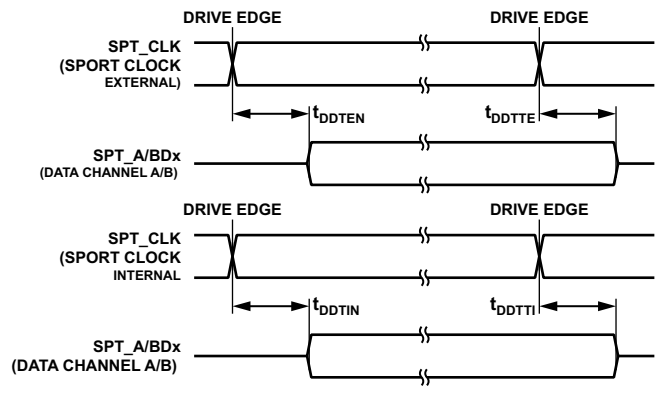 DRIVE EDGE DRIVE EDGE
SPT_CLK
(SPORT CLOCK
EXTERNAL)
tDDTEN tDDTTE
SPT_A/BDx
(DATA CHANNEL A/B)
DRIVE EDGE DRIVE EDGE
SPT_CLK
(SPORT CLOCK
INTERNAL
tDDTIN tDDTTI
SPT_A/BDx
(DATA CHANNEL A/B)